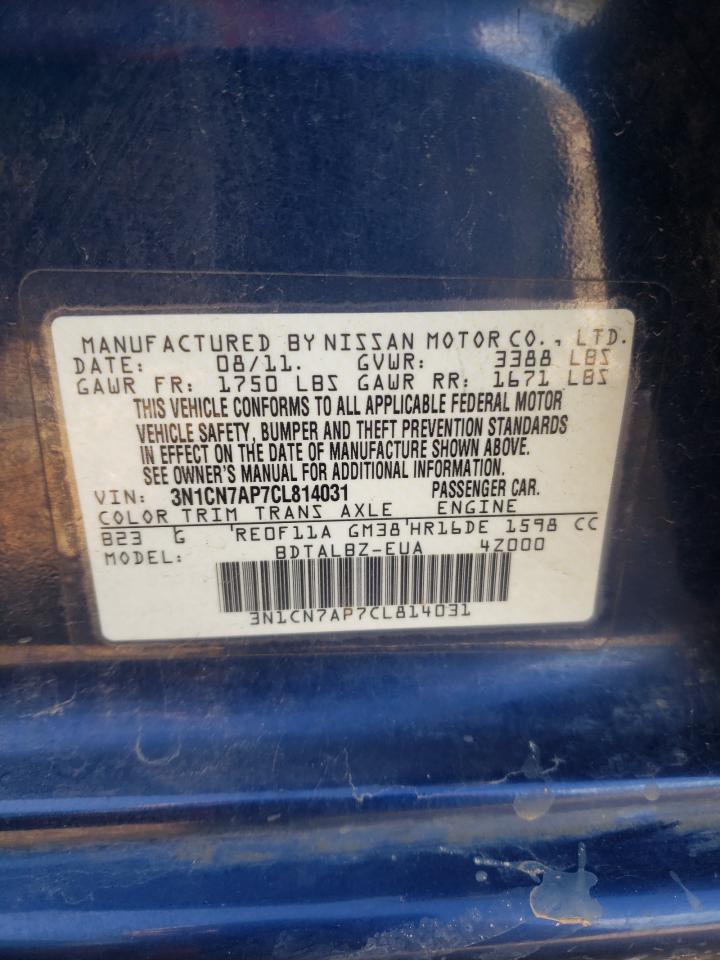 MANUFACTURED BY NISSAN MOTOR CO., LTD.
DATE: 08/11. GVWR: 3388 LBS
GAWR FR: 1750 LBS GAWR RR: 1671 LBS
THIS VEHICLE CONFORMS TO ALL APPLICABLE FEDERAL MOTOR
VEHICLE SAFETY, BUMPER AND THEFT PREVENTION STANDARDS
IN EFFECT ON THE DATE OF MANUFACTURE SHOWN ABOVE.
SEE OWNER'S MANUAL FOR ADDITIONAL INFORMATION.
VIN: 3N1CN7AP7CL814031 PASSENGER CAR.
COLOR TRIM TRANS AXLE ENGINE
B23 G RE0F11A GM38 HR16DE 1598 CC
MODEL: BDTALBZ-EUA 4Z000
3N1CN7AP7CL814031